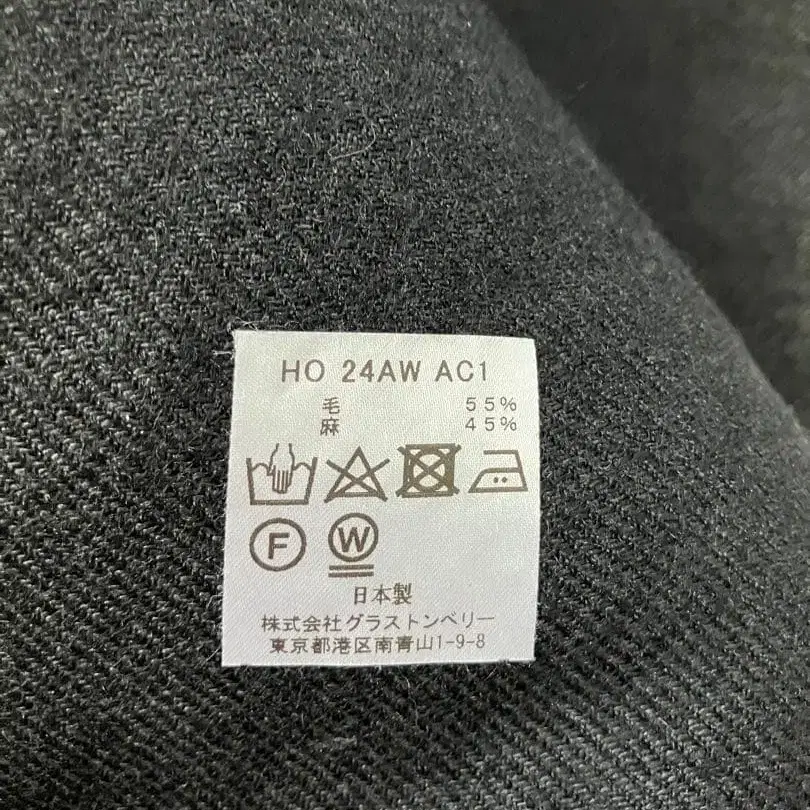 HO 24AW AC1
毛 55%
麻 45%
F W
日本製
株式会社グラストンベリー
東京都港区南青山1-9-8